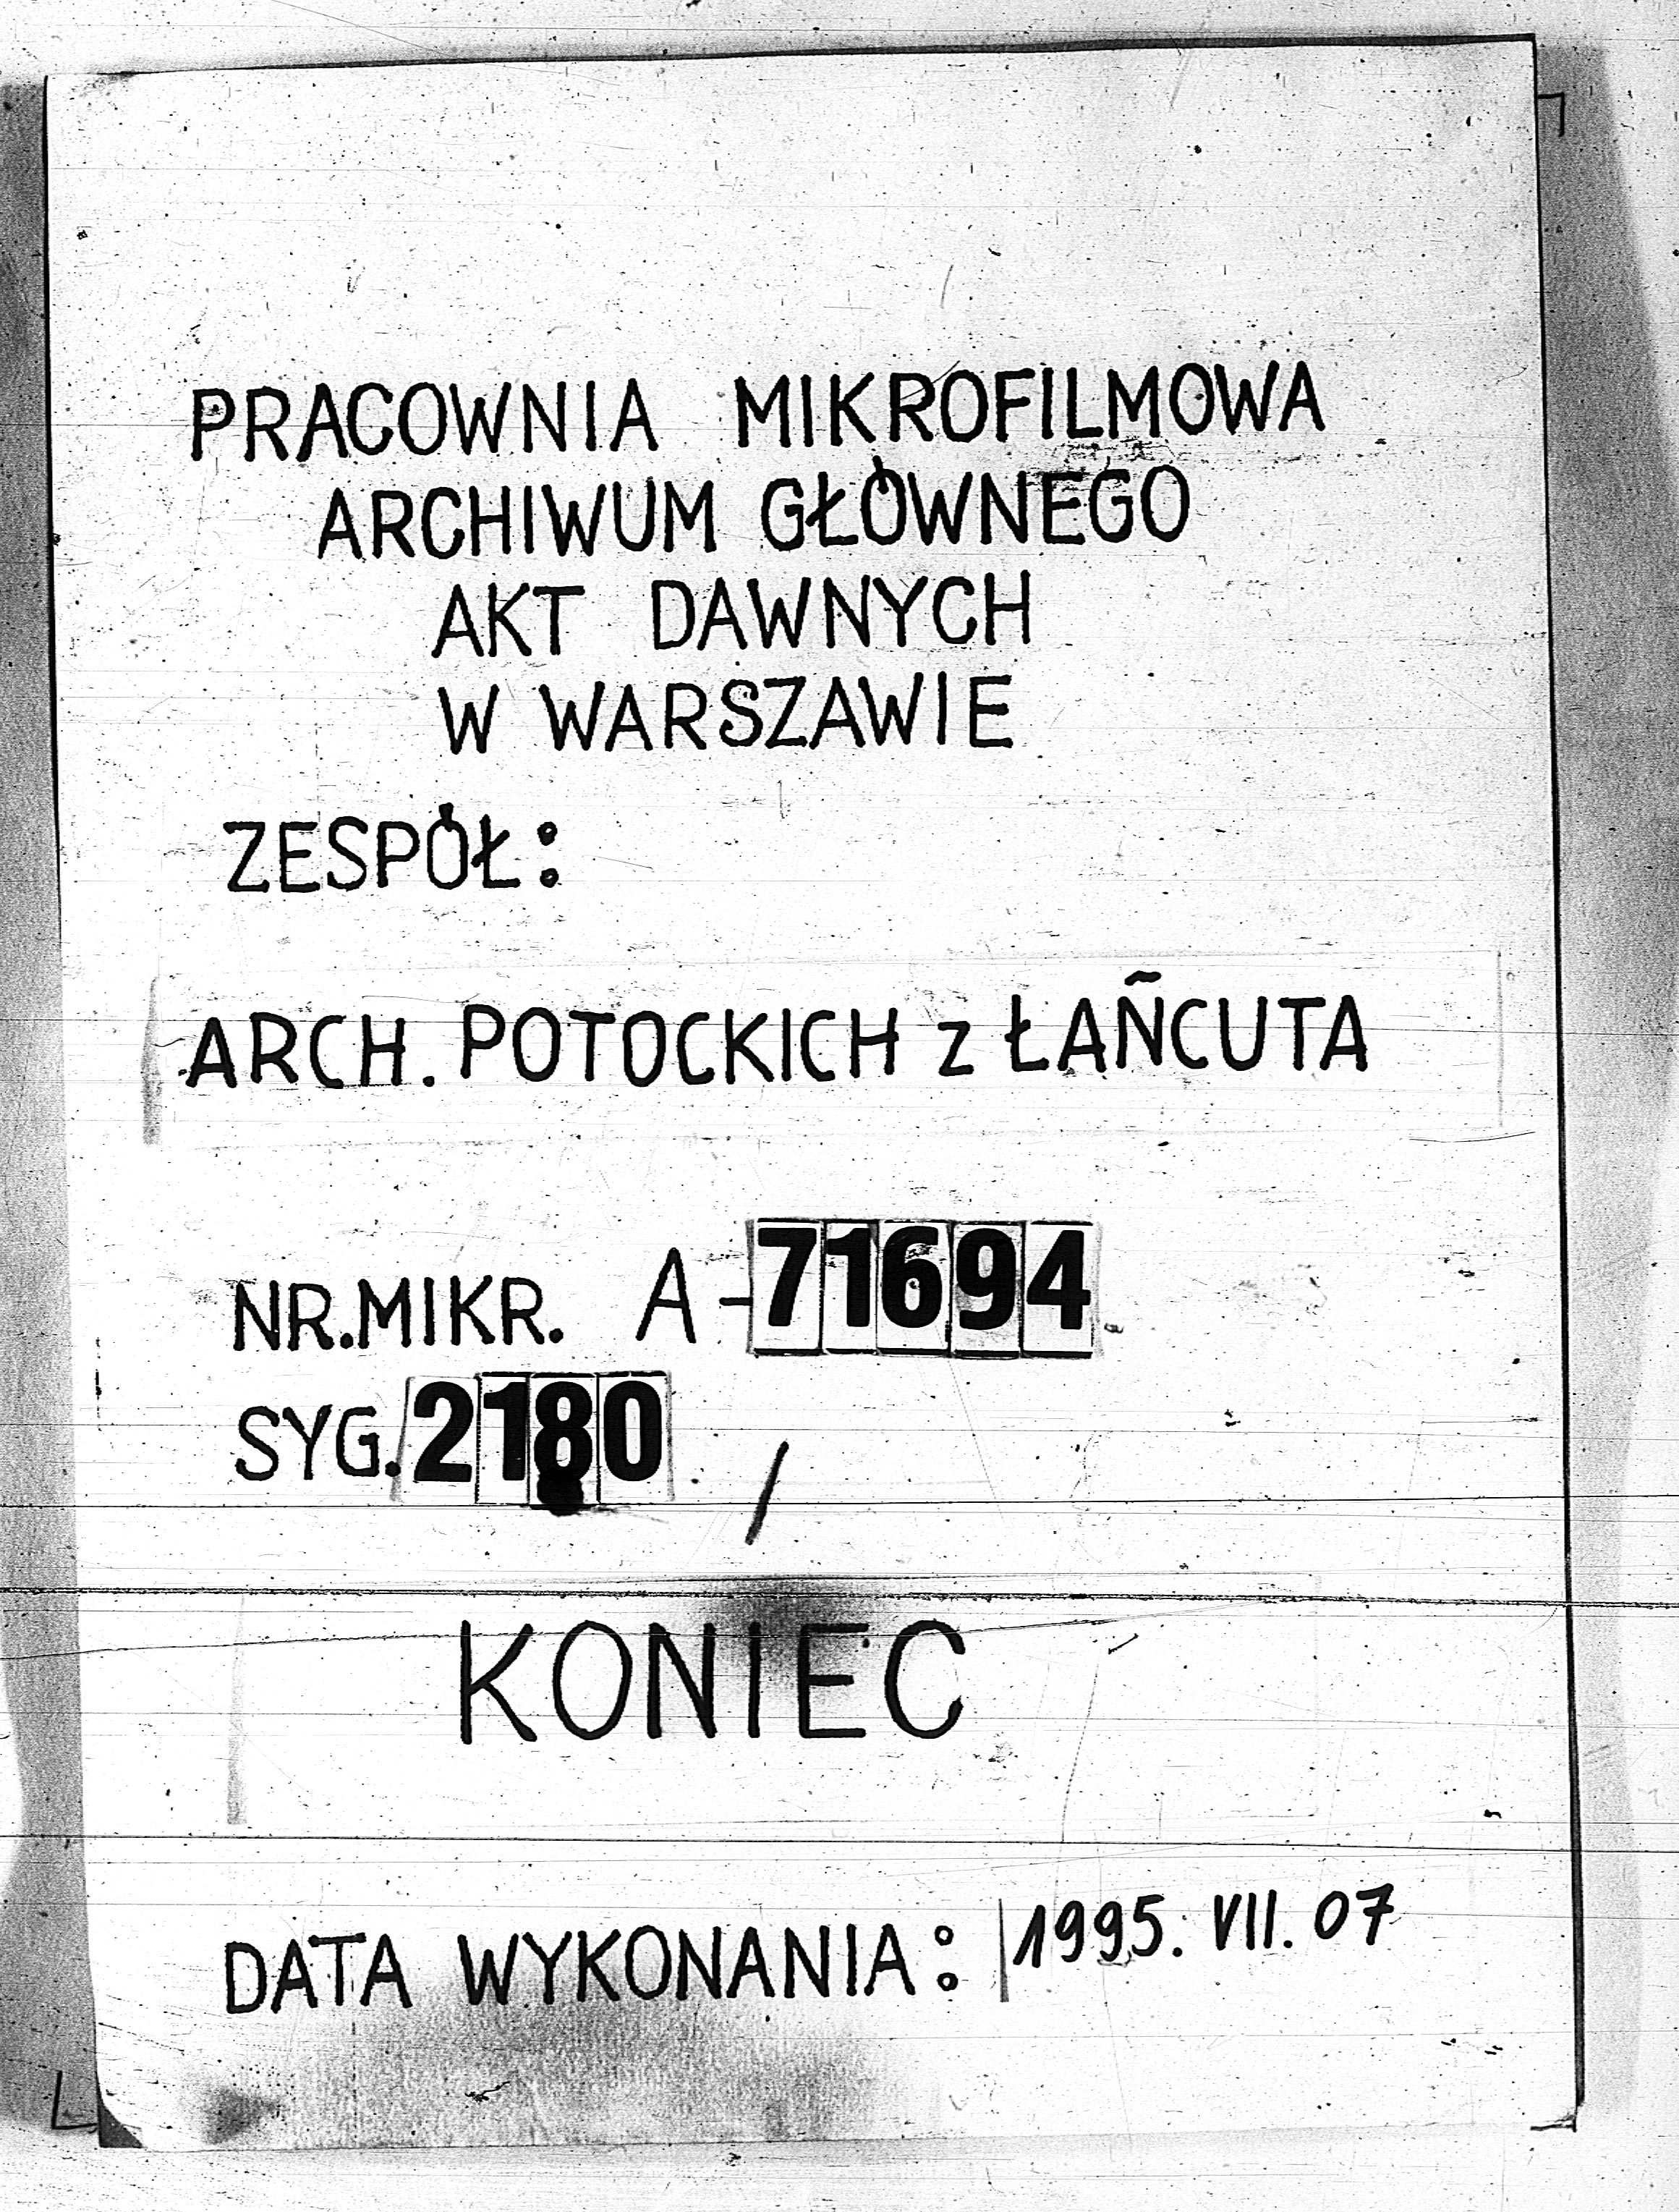 PRACOWNIA MIKROFILMOWA
ARCHIWUM GŁÓWNEGO
AKT DAWNYCH
W WARSZAWIE
ZESPÓŁ:
ARCH. POTOCKICH z ŁAŃCUTA
NR.MIKR. A-71694
SYG. 2180 /
KONIEC
DATA WYKONANIA: 1995. VII. 07